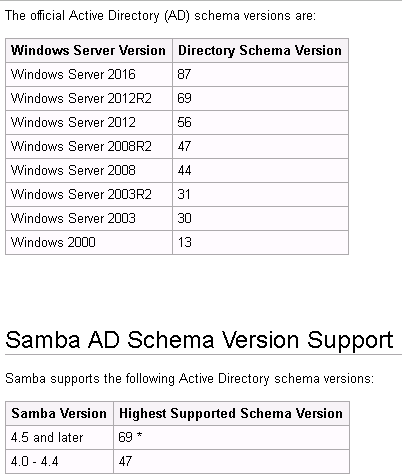 The official Active Directory (AD) schema versions are:
Windows Server Version Directory Schema Version
Windows Server 2016 87
Windows Server 2012R2 69
Windows Server 2012 56
Windows Server 2008R2 47
Windows Server 2008 44
Windows Server 2003R2 31
Windows Server 2003 30
Windows 2000 13
Samba AD Schema Version Support
Samba supports the following Active Directory schema versions:
Samba Version Highest Supported Schema Version
4.5 and later 69 *
4.0 - 4.4 47